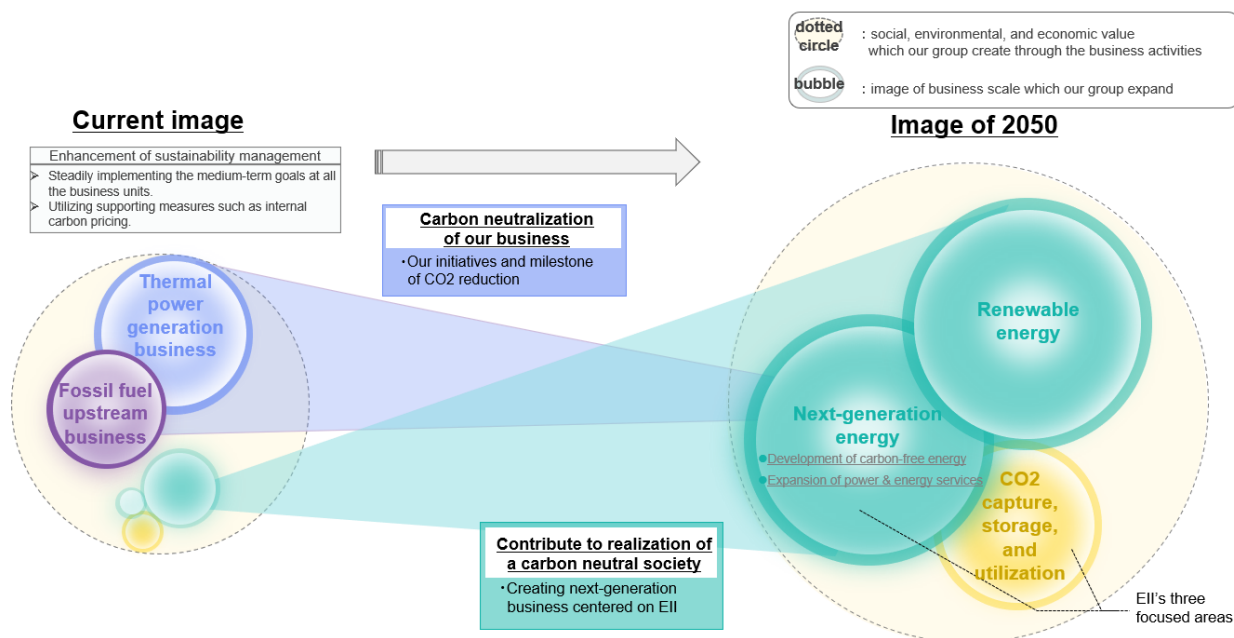 dotted
circle
: social, environmental, and economic value
which our group create through the business activities
bubble
: image of business scale which our group expand
Current image
Image of 2050
Enhancement of sustainability management
➢ Steadily implementing the medium-term goals at all
the business units.
➢ Utilizing supporting measures such as internal
carbon pricing.
Carbon neutralization
of our business
・Our initiatives and milestone
of CO2 reduction
Thermal
power
generation
business
Fossil fuel
upstream
business
Renewable
energy
Next-generation
energy
●Development of carbon-free energy
●Expansion of power & energy services
CO2
capture,
storage,
and
utilization
Contribute to realization of
a carbon neutral society
・Creating next-generation
business centered on EII
EII's three
focused areas